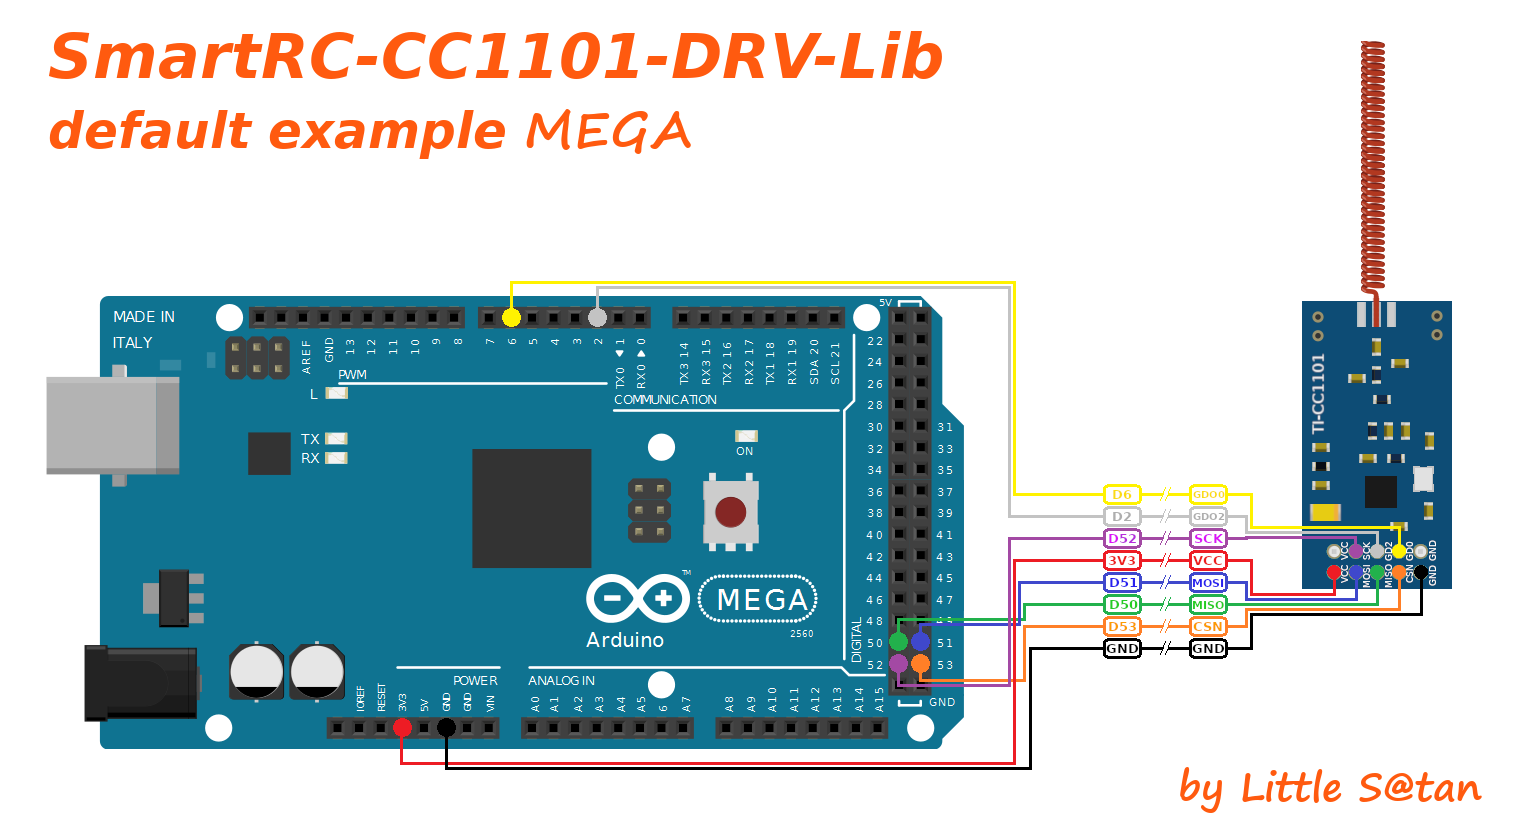 SmartRC-CC1101-DRV-Lib
default example MEGA
MADE IN
ITALY
AREF
GND
13
12
11
10
9
8
7
6
5
4
3
2
TX0 ◀ 1
RX0 ▶ 0
TX3 14
RX3 15
TX2 16
RX2 17
TX1 18
RX1 19
SDA 20
SCL 21
5V
22
24
26
28
30 31
32 33
34 35
36 37
38 39
40 41
42 43
44 45
46 47
48
50 51
52 53
GND
DIGITAL
PWM
COMMUNICATION
L
TX
RX
ON
TM
MEGA
2560
Arduino
POWER
ANALOG IN
IOREF
RESET
3V3
5V
GND
GND
VIN
A0
A1
A2
A3
A4
A5
6
A7
A8
A9
A10
A11
A12
A13
A14
A15
D6 GDO0
D2 GDO2
D52 SCK
3V3 VCC
D51 MOSI
D50 MISO
D53 CSN
GND GND
TI-CC1101
VCC
SCK
GD2
GD0
GND
VCC
MOSI
MISO
CSN
GND
by Little S@tan